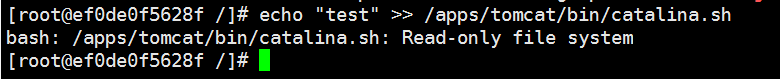 [root@ef0de0f5628f /]# echo "test" >> /apps/tomcat/bin/catalina.sh
bash: /apps/tomcat/bin/catalina.sh: Read-only file system
[root@ef0de0f5628f /]#